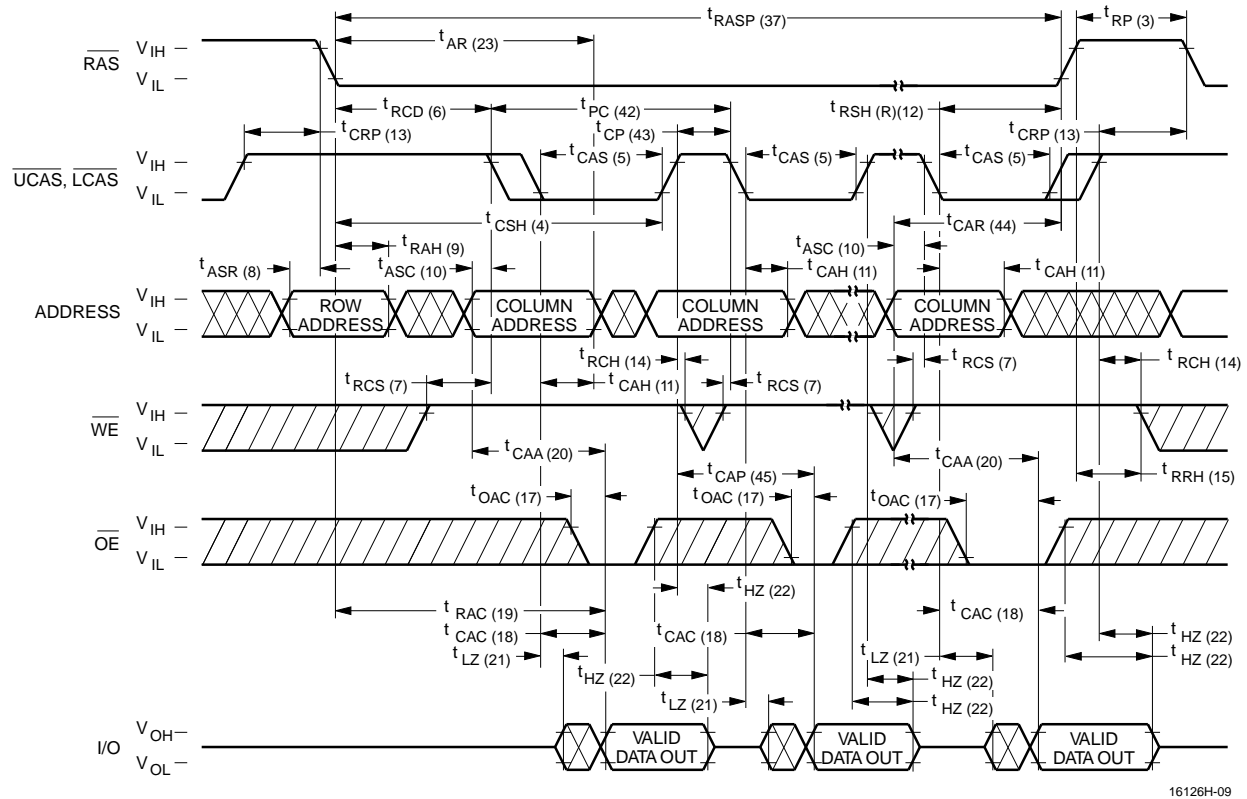 t RASP (37)
t RP (3)
t AR (23)
RAS
V IH
V IL
t RCD (6)
t PC (42)
t RSH (R)(12)
t CRP (13)
t CP (43)
t CRP (13)
UCAS, LCAS
V IH
V IL
t CAS (5)
t CAS (5)
t CAS (5)
t CSH (4)
t CAR (44)
t RAH (9)
t ASC (10)
t ASR (8)
t ASC (10)
t CAH (11)
t CAH (11)
ADDRESS
V IH
V IL
ROW
ADDRESS
COLUMN
ADDRESS
COLUMN
ADDRESS
COLUMN
ADDRESS
t RCH (14)
t RCS (7)
t RCH (14)
t RCS (7)
t CAH (11)
t RCS (7)
WE
V IH
V IL
t CAA (20)
t CAP (45)
t CAA (20)
t RRH (15)
t OAC (17)
t OAC (17)
t OAC (17)
OE
V IH
V IL
t HZ (22)
t RAC (19)
t CAC (18)
t CAC (18)
t CAC (18)
t HZ (22)
t LZ (21)
t LZ (21)
t HZ (22)
t HZ (22)
t HZ (22)
t LZ (21)
t HZ (22)
I/O
V OH
V OL
VALID
DATA OUT
VALID
DATA OUT
VALID
DATA OUT
16126H-09